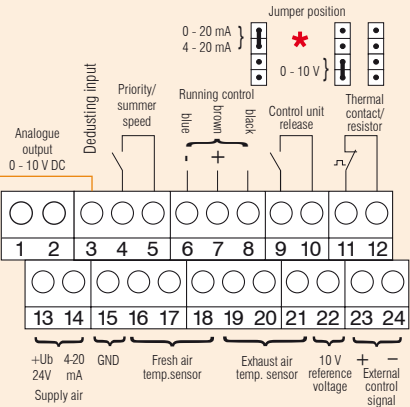 Jumper position
0 - 20 mA
4 - 20 mA
*
0 - 10 V
Dedusting input
Priority/
summer
speed
Running control
blue
brown
black
Control unit
release
Thermal
contact/
resistor
Analogue
output
0 - 10 V DC
- +
1 2 3 4 5 6 7 8 9 10 11 12
13 14 15 16 17 18 19 20 21 22 23 24
+Ub
24V
4-20
mA
Supply air
GND
Fresh air
temp.sensor
Exhaust air
temp. sensor
10 V
reference
voltage
+ −
External
control
signal